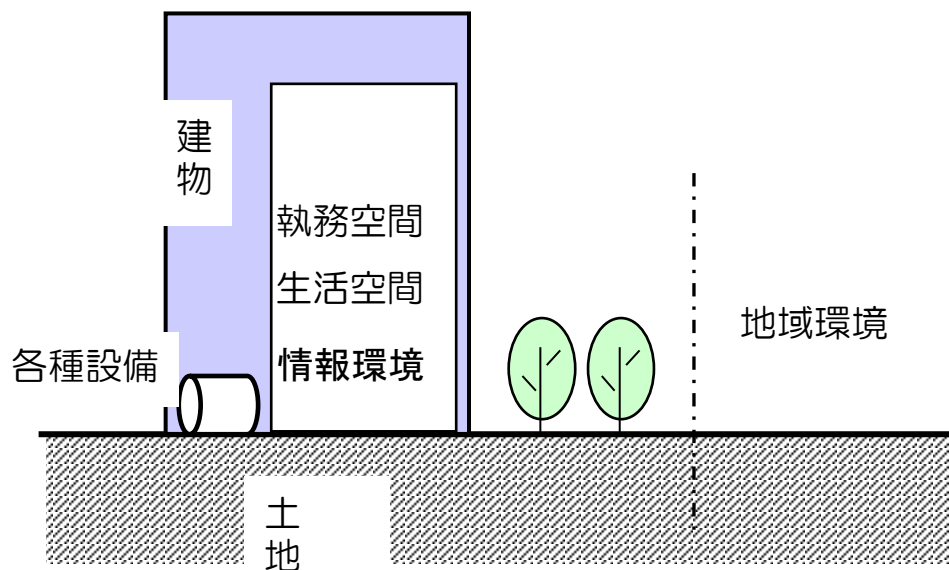 建
物
執務空間
生活空間
情報環境
各種設備
地域環境
土
地